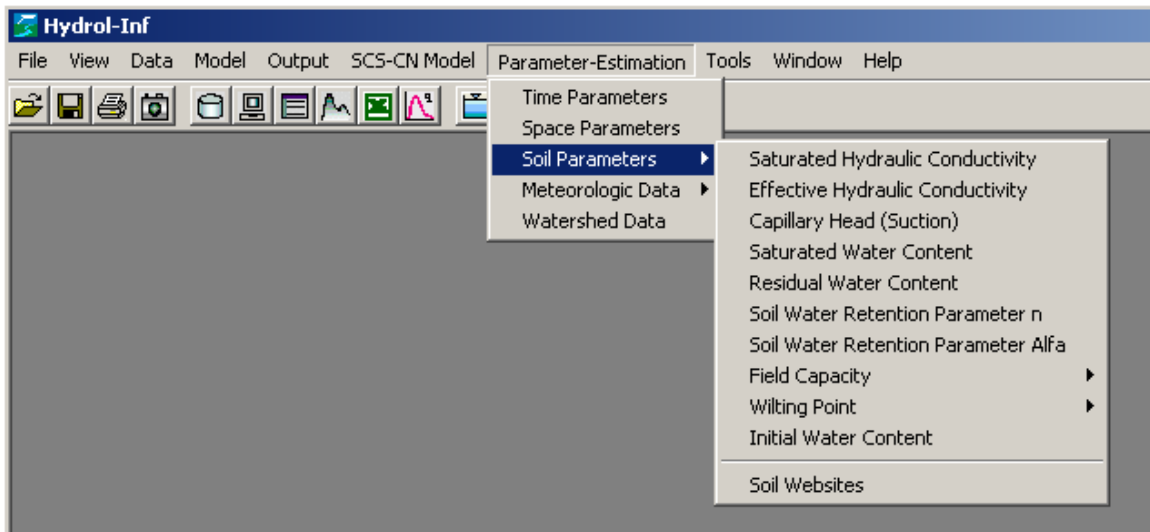 Hydrol-Inf
File View Data Model Output SCS-CN Model Parameter-Estimation Tools Window Help
Time Parameters
Space Parameters
Soil Parameters
Meteorologic Data
Watershed Data
Saturated Hydraulic Conductivity
Effective Hydraulic Conductivity
Capillary Head (Suction)
Saturated Water Content
Residual Water Content
Soil Water Retention Parameter n
Soil Water Retention Parameter Alfa
Field Capacity
Wilting Point
Initial Water Content
Soil Websites